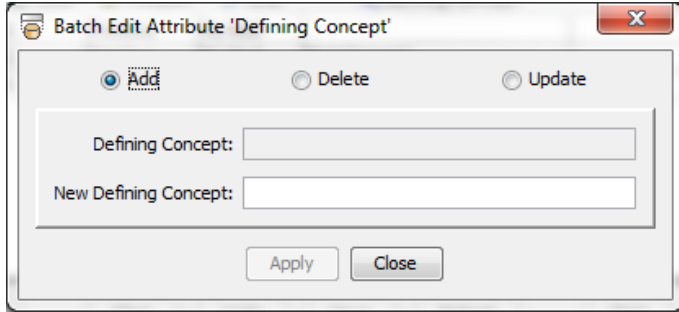 Batch Edit Attribute 'Defining Concept'
Add Delete Update
Defining Concept:
New Defining Concept:
Apply Close